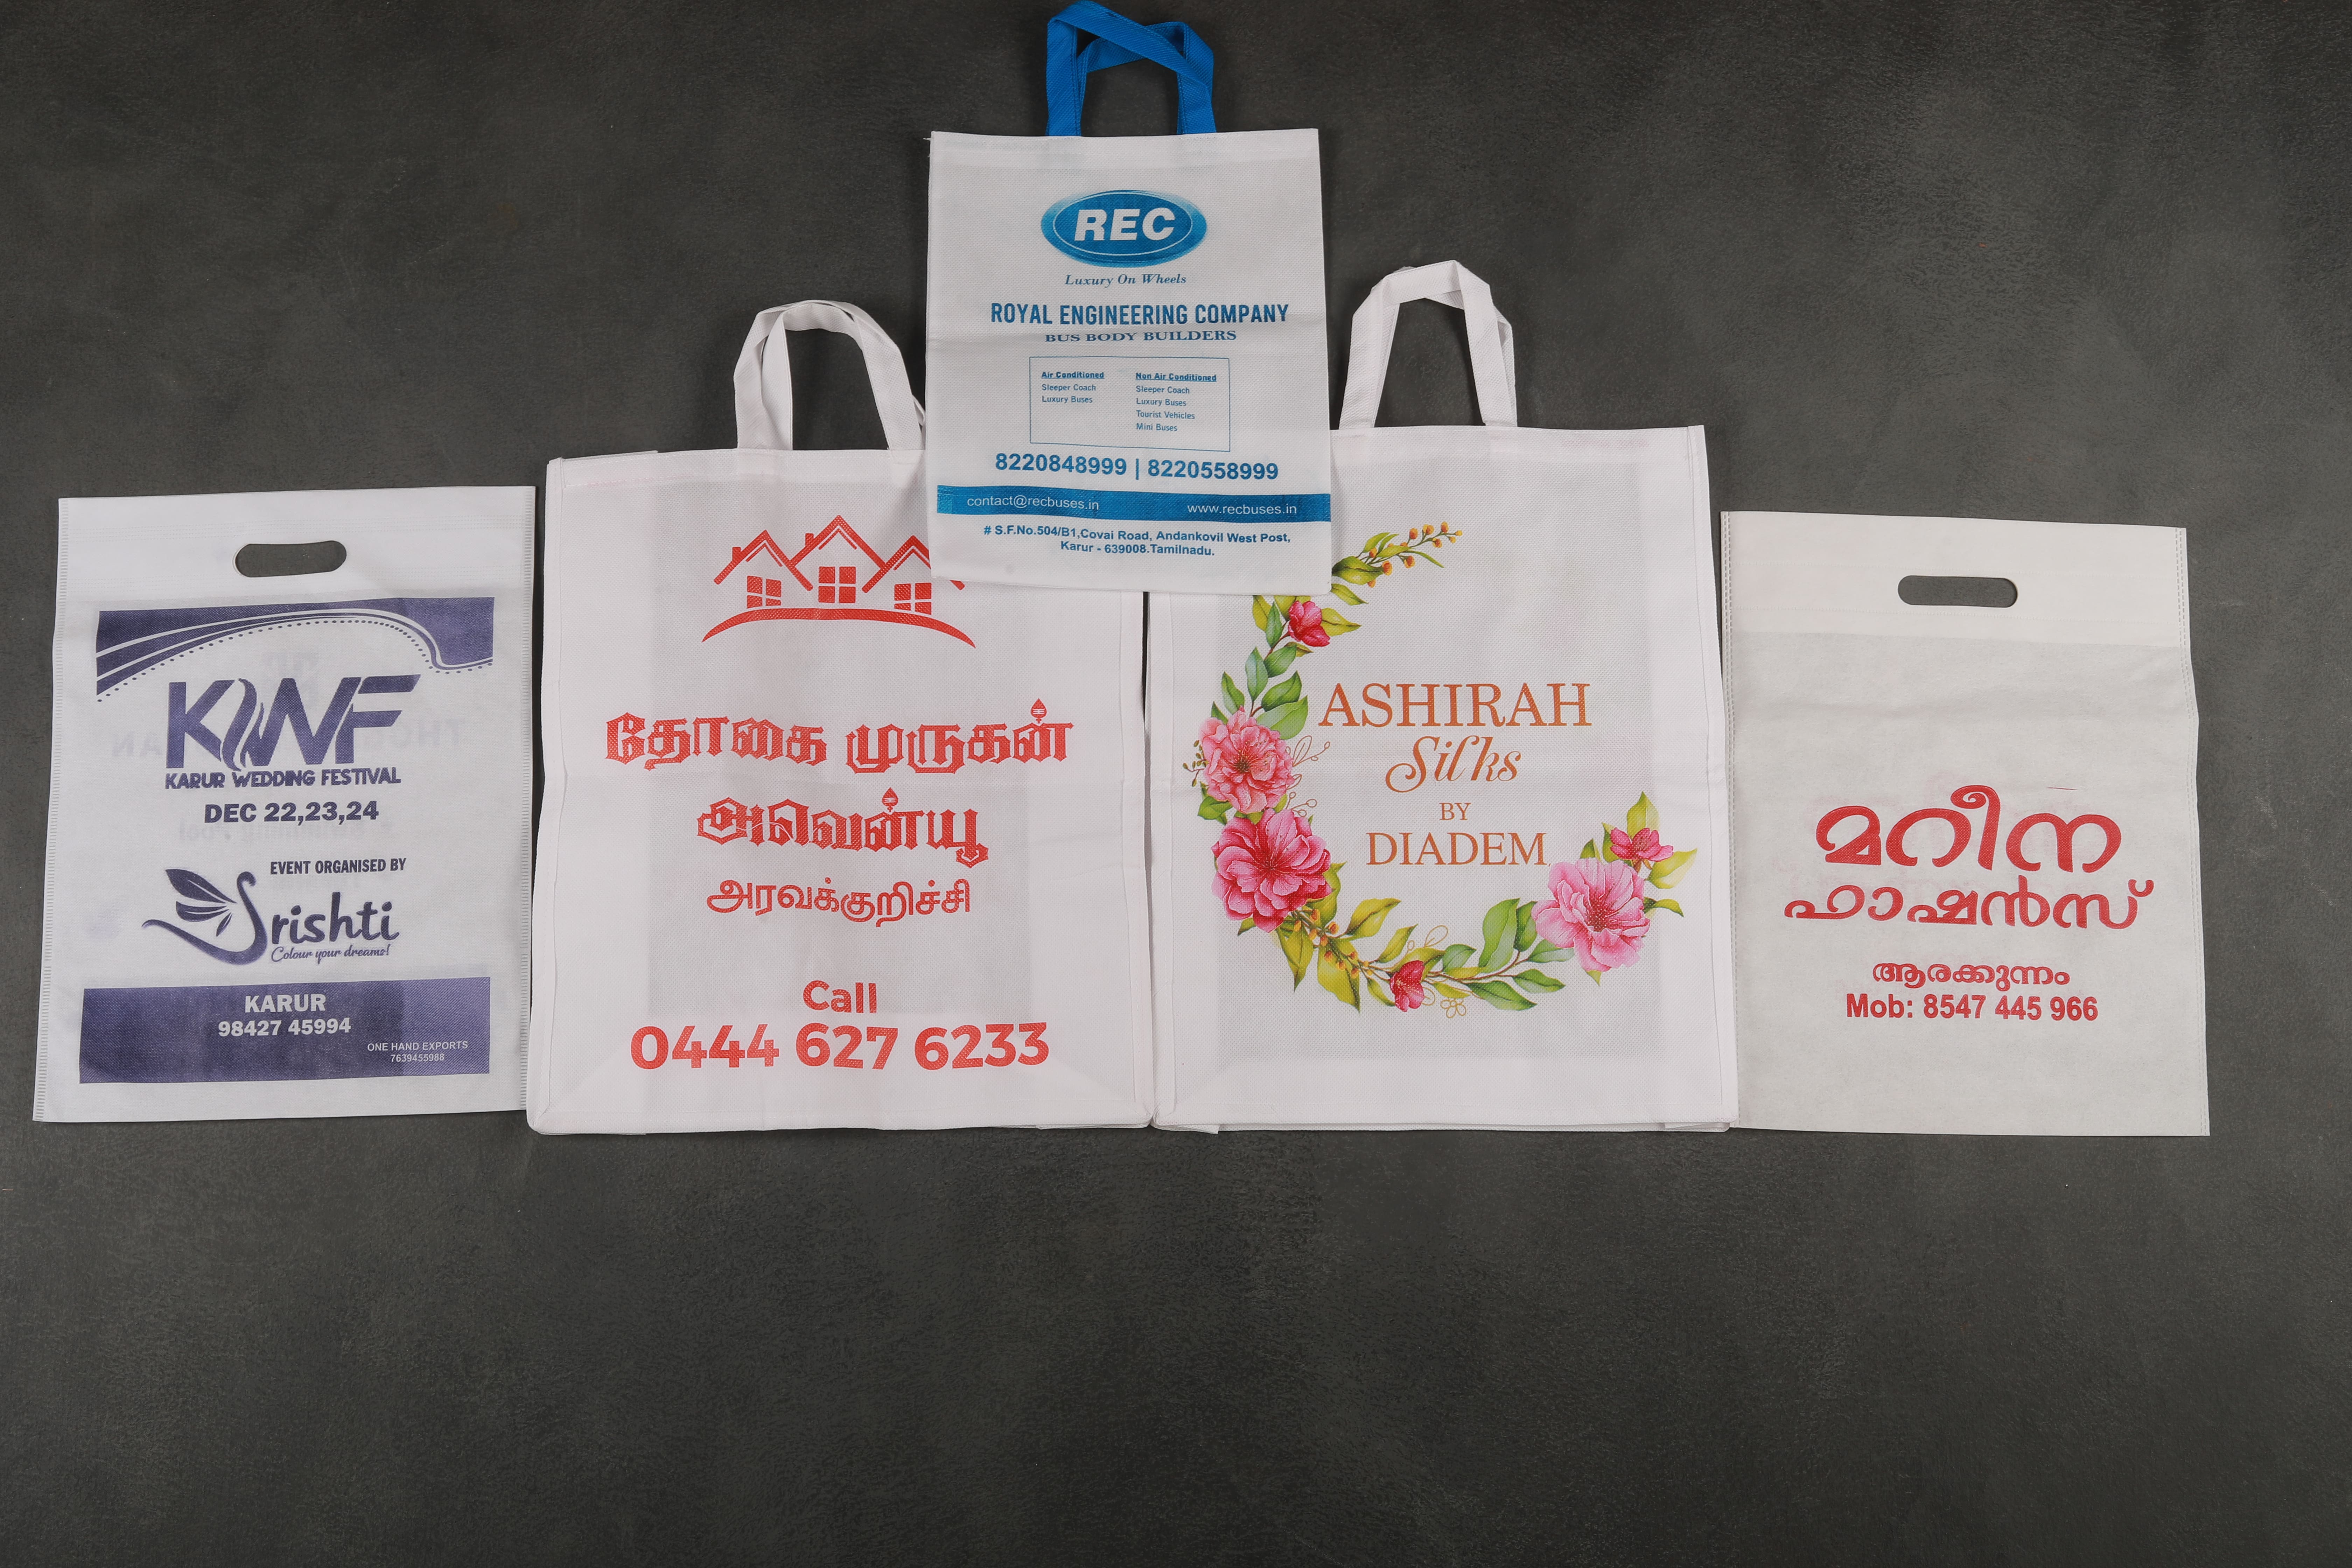 REC
Luxury On Wheels
ROYAL ENGINEERING COMPANY
BUS BODY BUILDERS
Air Conditioned
Sleeper Coach
Luxury Buses
Non Air Conditioned
Sleeper Coach
Luxury Buses
Tourist Vehicles
Mini Buses
8220848999 | 8220558999
contact@recbuses.in www.recbuses.in
# S.F.No.504/B1,Covai Road, Andankovil West Post,
Karur - 639008.Tamilnadu.
KWF
KARUR WEDDING FESTIVAL
DEC 22,23,24
EVENT ORGANISED BY
Srishti
Colour your dreams!
KARUR
98427 45994
ONE HAND EXPORTS
7639455988
தோகை முருகன்
அவென்யூ
அரவக்குறிச்சி
Call
0444 627 6233
ASHIRAH
Silks
BY
DIADEM
മറീന
ഫാഷൻസ്
ആരക്കുന്നം
Mob: 8547 445 966